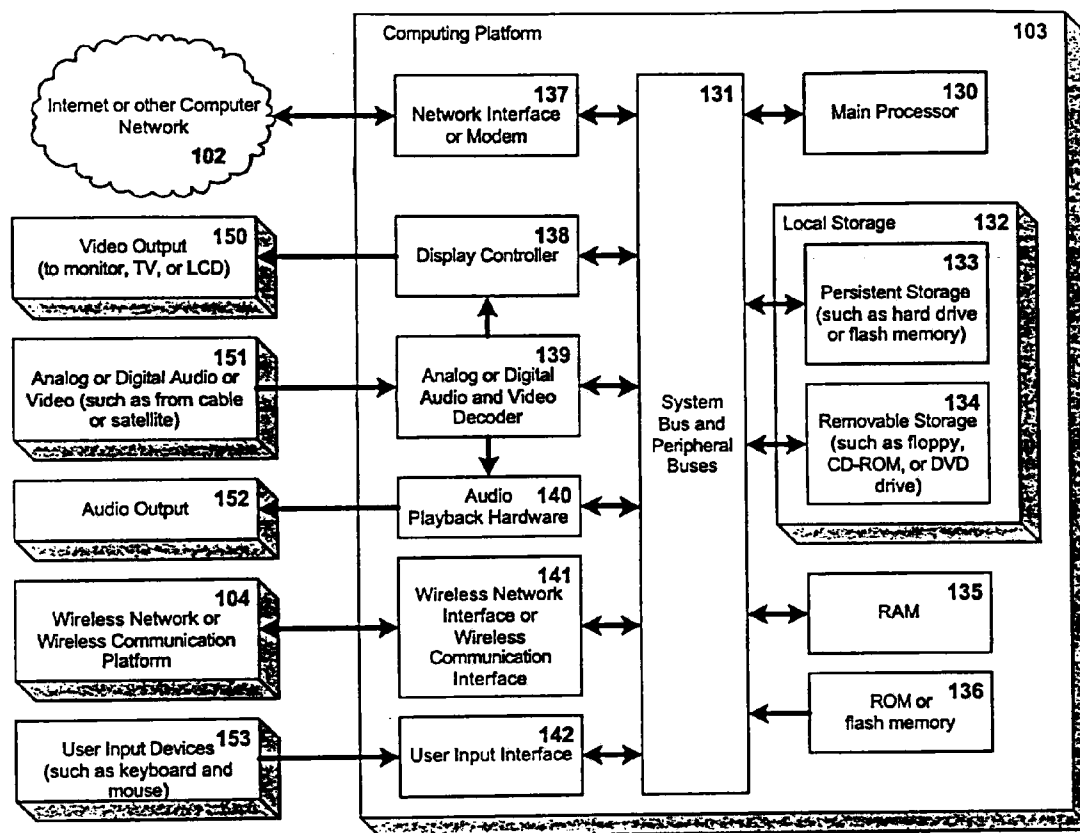 Computing Platform
103
Internet or other Computer
Network
102
137
Network Interface
or Modem
131
System
Bus and
Peripheral
Buses
130
Main Processor
150
Video Output
(to monitor, TV, or LCD)
138
Display Controller
Local Storage
132
133
Persistent Storage
(such as hard drive
or flash memory)
151
Analog or Digital Audio or
Video (such as from cable
or satellite)
139
Analog or Digital
Audio and Video
Decoder
134
Removable Storage
(such as floppy,
CD-ROM, or DVD
drive)
152
Audio Output
Audio
140
Playback Hardware
104
Wireless Network or
Wireless Communication
Platform
141
Wireless Network
Interface or
Wireless
Communication
Interface
135
RAM
136
ROM or
flash memory
153
User Input Devices
(such as keyboard and
mouse)
142
User Input Interface